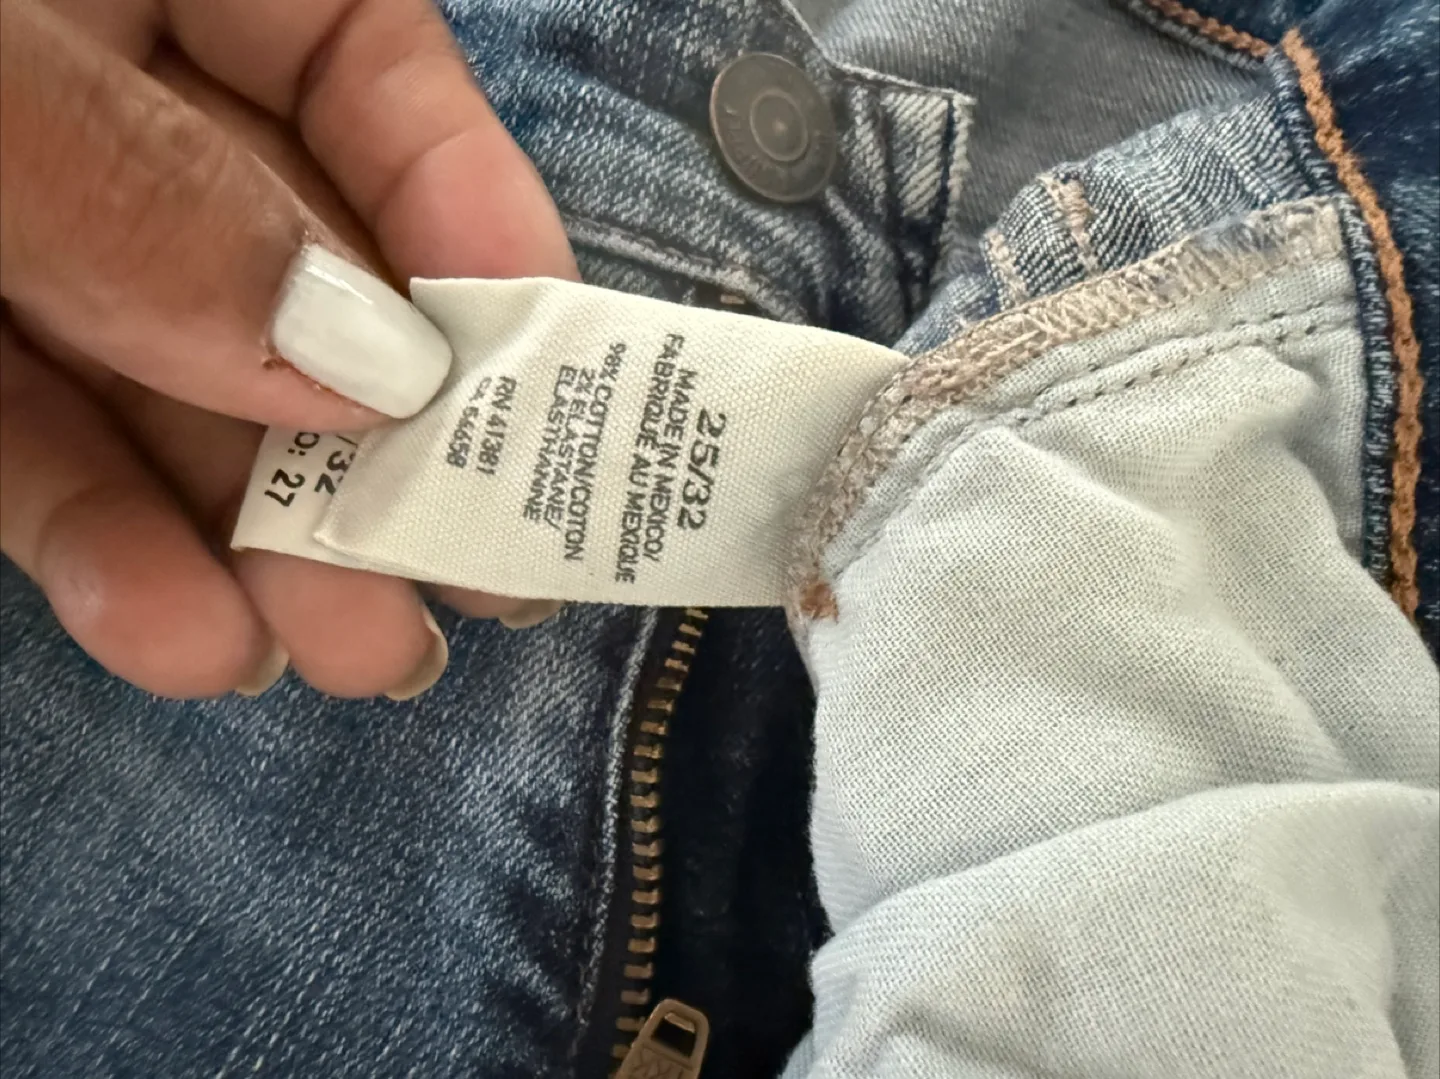 25/32
MADE IN MEXICO/
FABRIQUE AU MEXIQUE
98% COTTON/COTON
2% ELASTANE/
ELASTHANNE
RN 41381
CA 54658
/32
O: 27